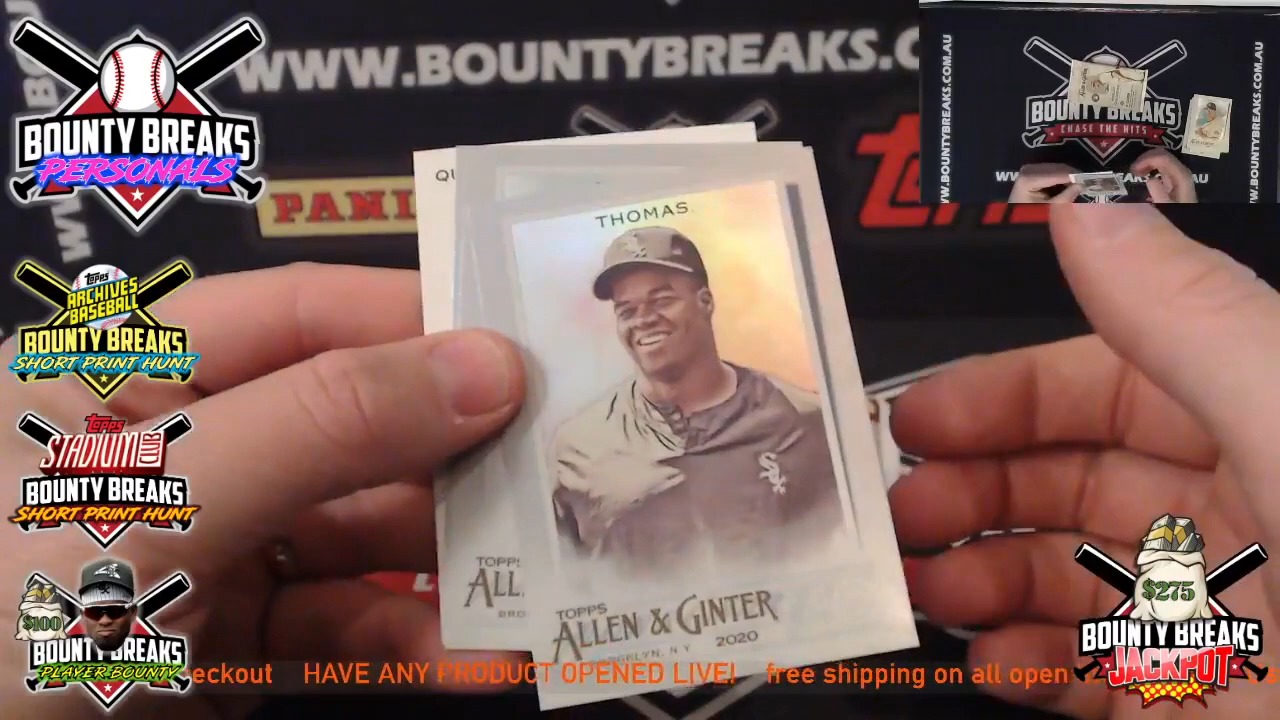 WWW.BOUNTYBREAKS.C
BOUNTY BREAKS
PERSONALS
PANI
QU
THOMAS
TOPPS
ALLEN & GINTER
2020
TOPPS
ALL
BRO
TOPPS
ARCHIVES
BASEBALL
BOUNTY BREAKS
SHORT PRINT HUNT
TOPPS
STADIUM
CLUB
BOUNTY BREAKS
SHORT PRINT HUNT
$100
BOUNTY BREAKS
PLAYER BOUNTY
WWW.BOUNTYBREAKS.COM.AU
BOUNTY BREAKS
CHASE THE HITS
$275
BOUNTY BREAKS
JACKPOT
eckout HAVE ANY PRODUCT OPENED LIVE! free shipping on all open